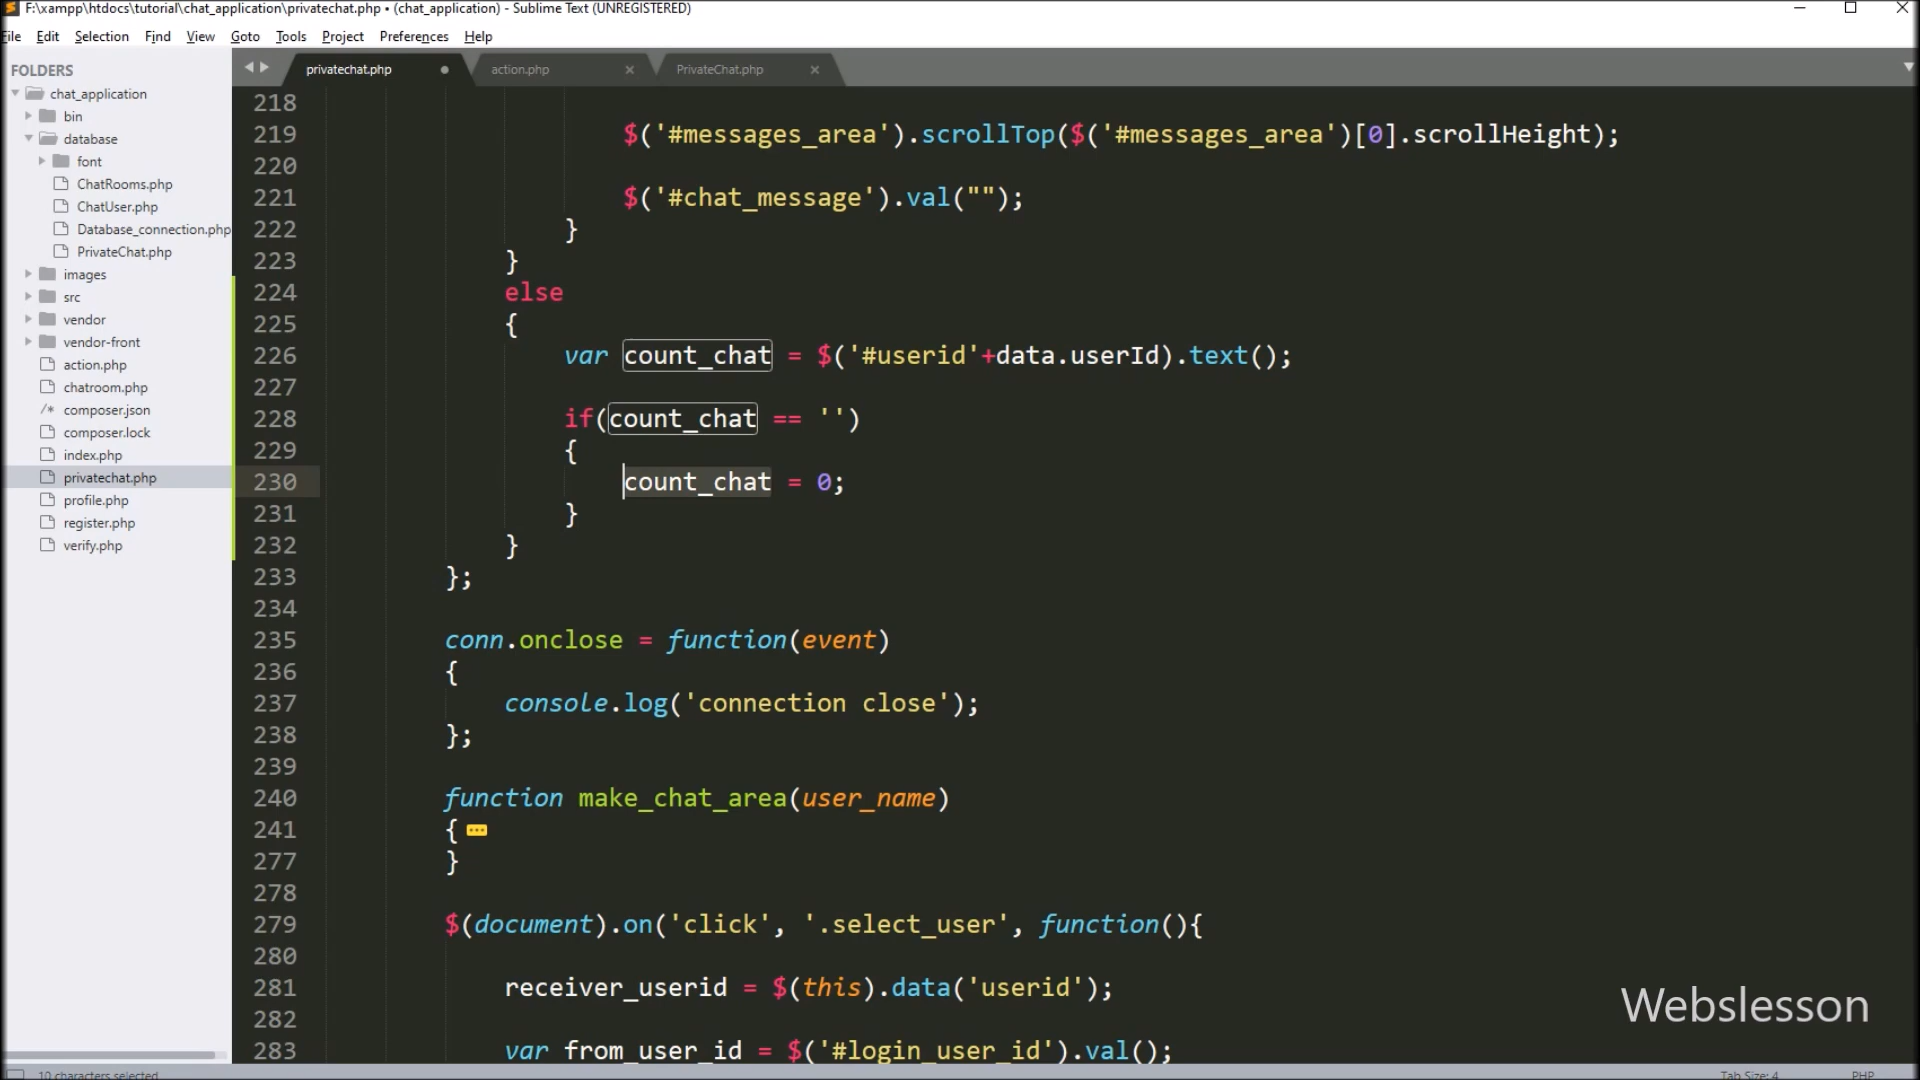 F:\xampp\htdocs\tutorial\chat_application\privatechat.php • (chat_application) - Sublime Text (UNREGISTERED)
File Edit Selection Find View Goto Tools Project Preferences Help
FOLDERS
chat_application
bin
database
font
ChatRooms.php
ChatUser.php
Database_connection.php
PrivateChat.php
images
src
vendor
vendor-front
action.php
chatroom.php
/* composer.json
composer.lock
index.php
privatechat.php
profile.php
register.php
verify.php
privatechat.php action.php PrivateChat.php
218
219 $('#messages_area').scrollTop($('#messages_area')[0].scrollHeight);
220
221 $('#chat_message').val("");
222 }
223 }
224 else
225 {
226 var count_chat = $('#userid'+data.userId).text();
227
228 if(count_chat == '')
229 {
230 count_chat = 0;
231 }
232 }
233 };
234
235 conn.onclose = function(event)
236 {
237 console.log('connection close');
238 };
239
240 function make_chat_area(user_name)
241 {
277 }
278
279 $(document).on('click', '.select_user', function(){
280
281 receiver_userid = $(this).data('userid');
282
283 var from_user_id = $('#login_user_id').val();
Webslesson
10 characters selected
Tab Size: 4 PHP